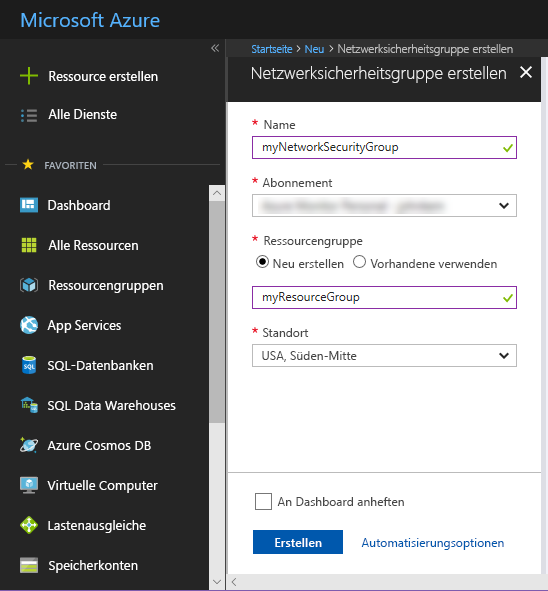 Microsoft Azure
Ressource erstellen
Alle Dienste
FAVORITEN
Dashboard
Alle Ressourcen
Ressourcengruppen
App Services
SQL-Datenbanken
SQL Data Warehouses
Azure Cosmos DB
Virtuelle Computer
Lastenausgleiche
Speicherkonten
Startseite > Neu > Netzwerksicherheitsgruppe erstellen
Netzwerksicherheitsgruppe erstellen
* Name
myNetworkSecurityGroup
* Abonnement
* Ressourcengruppe
Neu erstellen Vorhandene verwenden
myResourceGroup
* Standort
USA, Süden-Mitte
An Dashboard anheften
Erstellen Automatisierungsoptionen